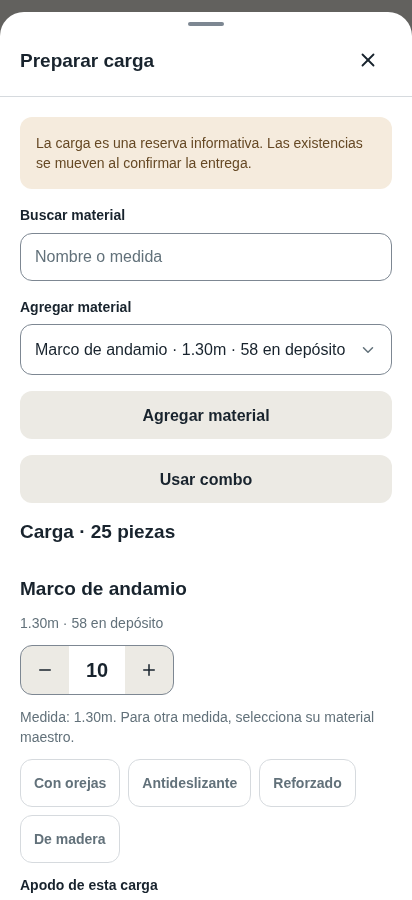 Preparar carga
La carga es una reserva informativa. Las existencias
se mueven al confirmar la entrega.
Buscar material
Nombre o medida
Agregar material
Marco de andamio · 1.30m · 58 en depósito
Agregar material
Usar combo
Carga · 25 piezas
Marco de andamio
1.30m · 58 en depósito
− 10 +
Medida: 1.30m. Para otra medida, selecciona su material
maestro.
Con orejas Antideslizante Reforzado
De madera
Apodo de esta carga